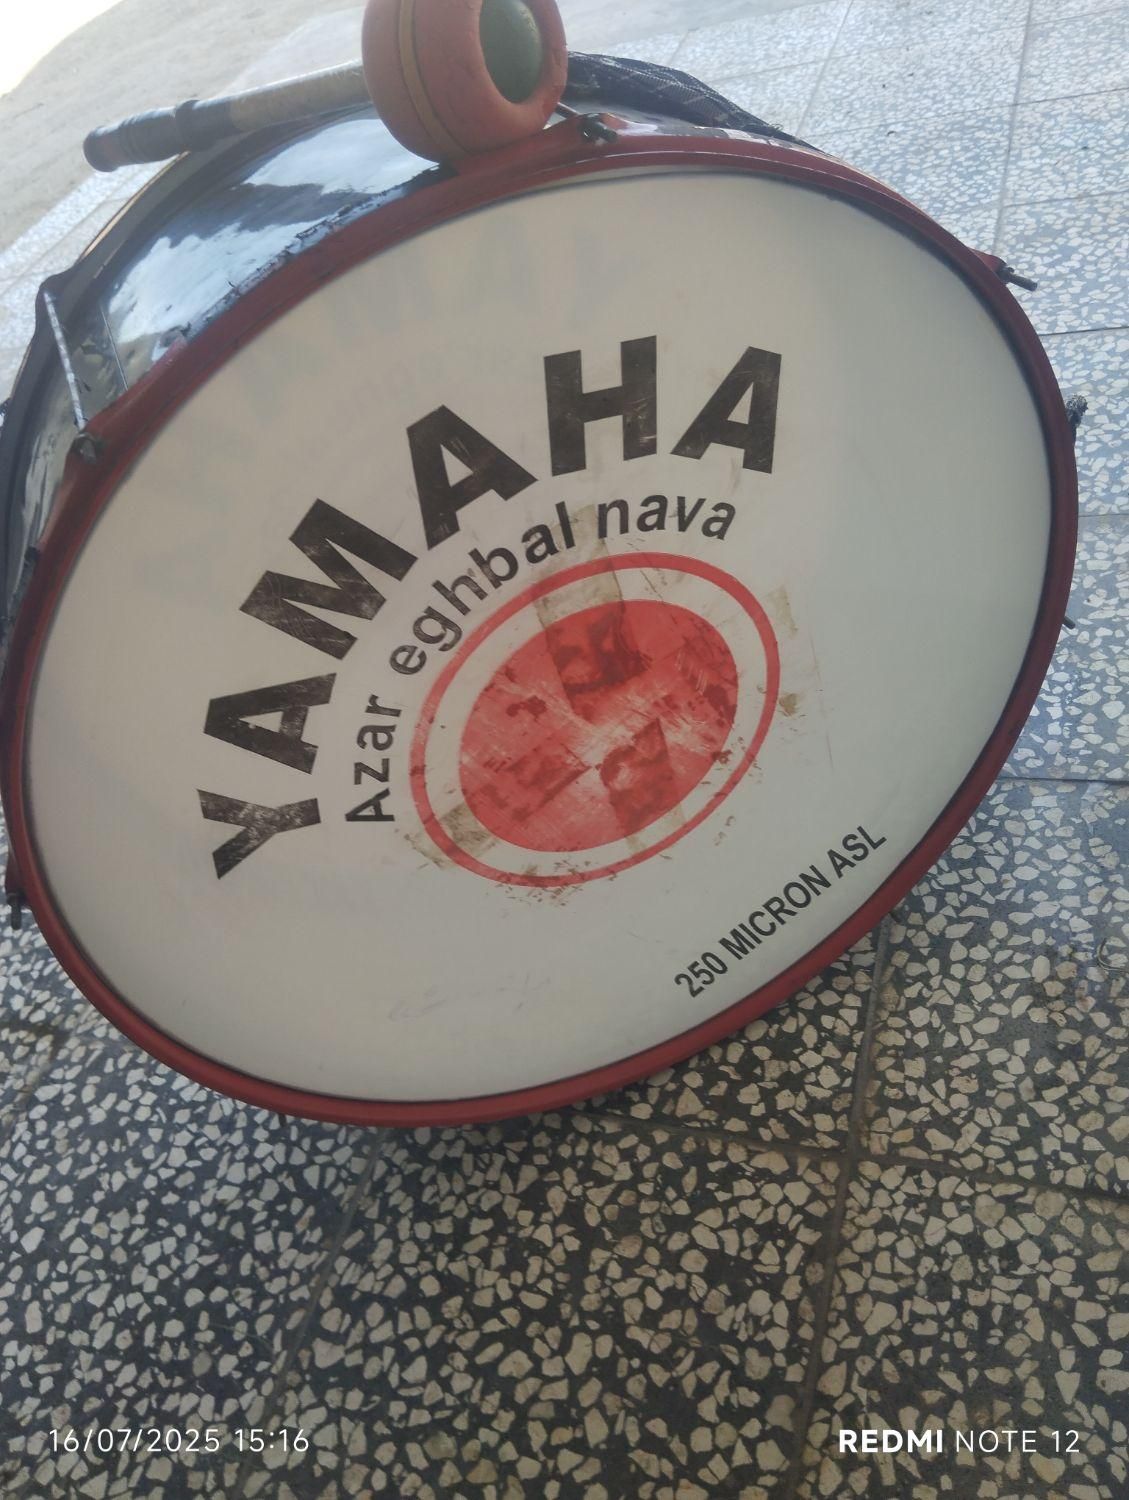 YAMAHA
Azar eghbal nava
250 MICRON ASL
16/07/2025 15:16
REDMI NOTE 12